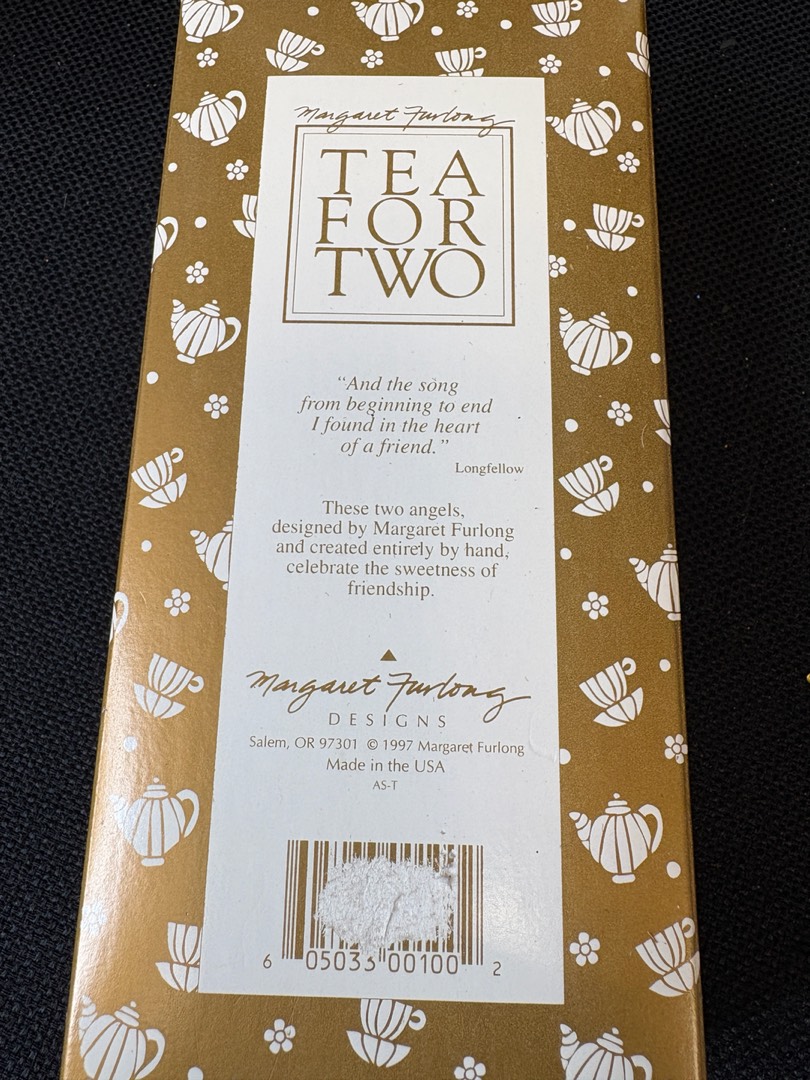 Margaret Furlong
TEA
FOR
TWO
“And the song
from beginning to end
I found in the heart
of a friend.”
Longfellow
These two angels,
designed by Margaret Furlong
and created entirely by hand,
celebrate the sweetness of
friendship.
Margaret Furlong
DESIGNS
Salem, OR 97301 © 1997 Margaret Furlong
Made in the USA
AS-T
6 05033 00100 2